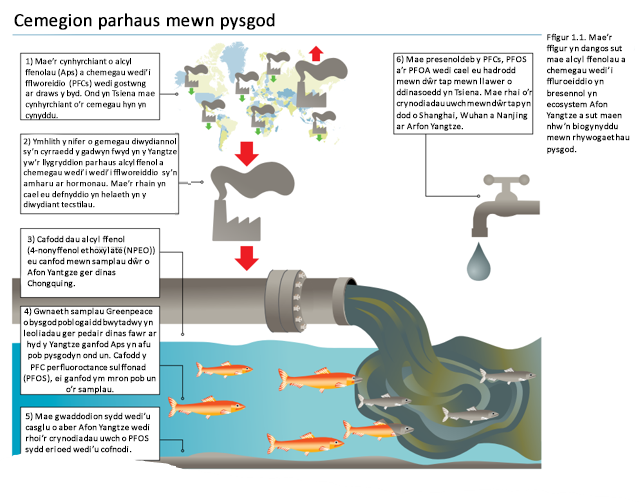 Cemegion parhaus mewn pysgod
1) Mae'r cynhyrchiant o alcyl
ffenolau (Aps) a chemegau wedi'i
fflworeidio (PFCs) wedi gostwng
ar draws y byd. Ond yn Tsiena mae
cynhyrchiant o'r cemegau hyn yn
cynyddu.
2) Ymhlith y nifer o gemegau diwydiannol
sy'n cyrraedd y gadwyn fwyd yn y Yangtze
yw'r llygryddion parhaus alcyl ffenol a
chemegau wedi'i wedi'i fflworeiddio sy'n
amharu ar hormonau. Mae'r rhain yn
cael eu defnyddio yn helaeth yn y
diwydiant tecstilau.
3) Cafodd dau alcyl ffenol
(4-nonyffenol ethoxylate (NPEO))
eu canfod mewn samplau dŵr o
Afon Yangtze ger dinas
Chongquing.
4) Gwnaeth samplau Greenpeace
o bysgod poblogaidd bwytadwy yn
leoliadau ger pedair dinas fawr ar
hyd y Yangtze ganfod Aps yn afu
pob pysgodyn ond un. Cafodd y
PFC perfluoroctance sulffonad
(PFOS), ei ganfod ym mron pob un
o'r samplau.
5) Mae gwaddodion sydd wedi'u
casglu o aber Afon Yangtze wedi
rhoi'r crynodiadau uwch o PFOS
sydd erioed wedi'u cofnodi.
6) Mae presenoldeb y PFCs, PFOS
a'r PFOA wedi cael eu hadrodd
mewn dŵr tap mewn llawer o
ddinasoedd yn Tsiena. Mae rhai o'r
crynodiadau uwch mewn dŵr tap yn
dod o Shanghai, Wuhan a Nanjing
ar Arfon Yangtze.
Ffigur 1.1. Mae'r
ffigur yn dangos sut
mae alcyl ffenolau a
chemegau wedi'i
ffluroeiddio yn
bresennol yn
ecosystem Afon
Yangtze a sut maen
nhw'n biogynyddu
mewn rhywogaethau
pysgod.